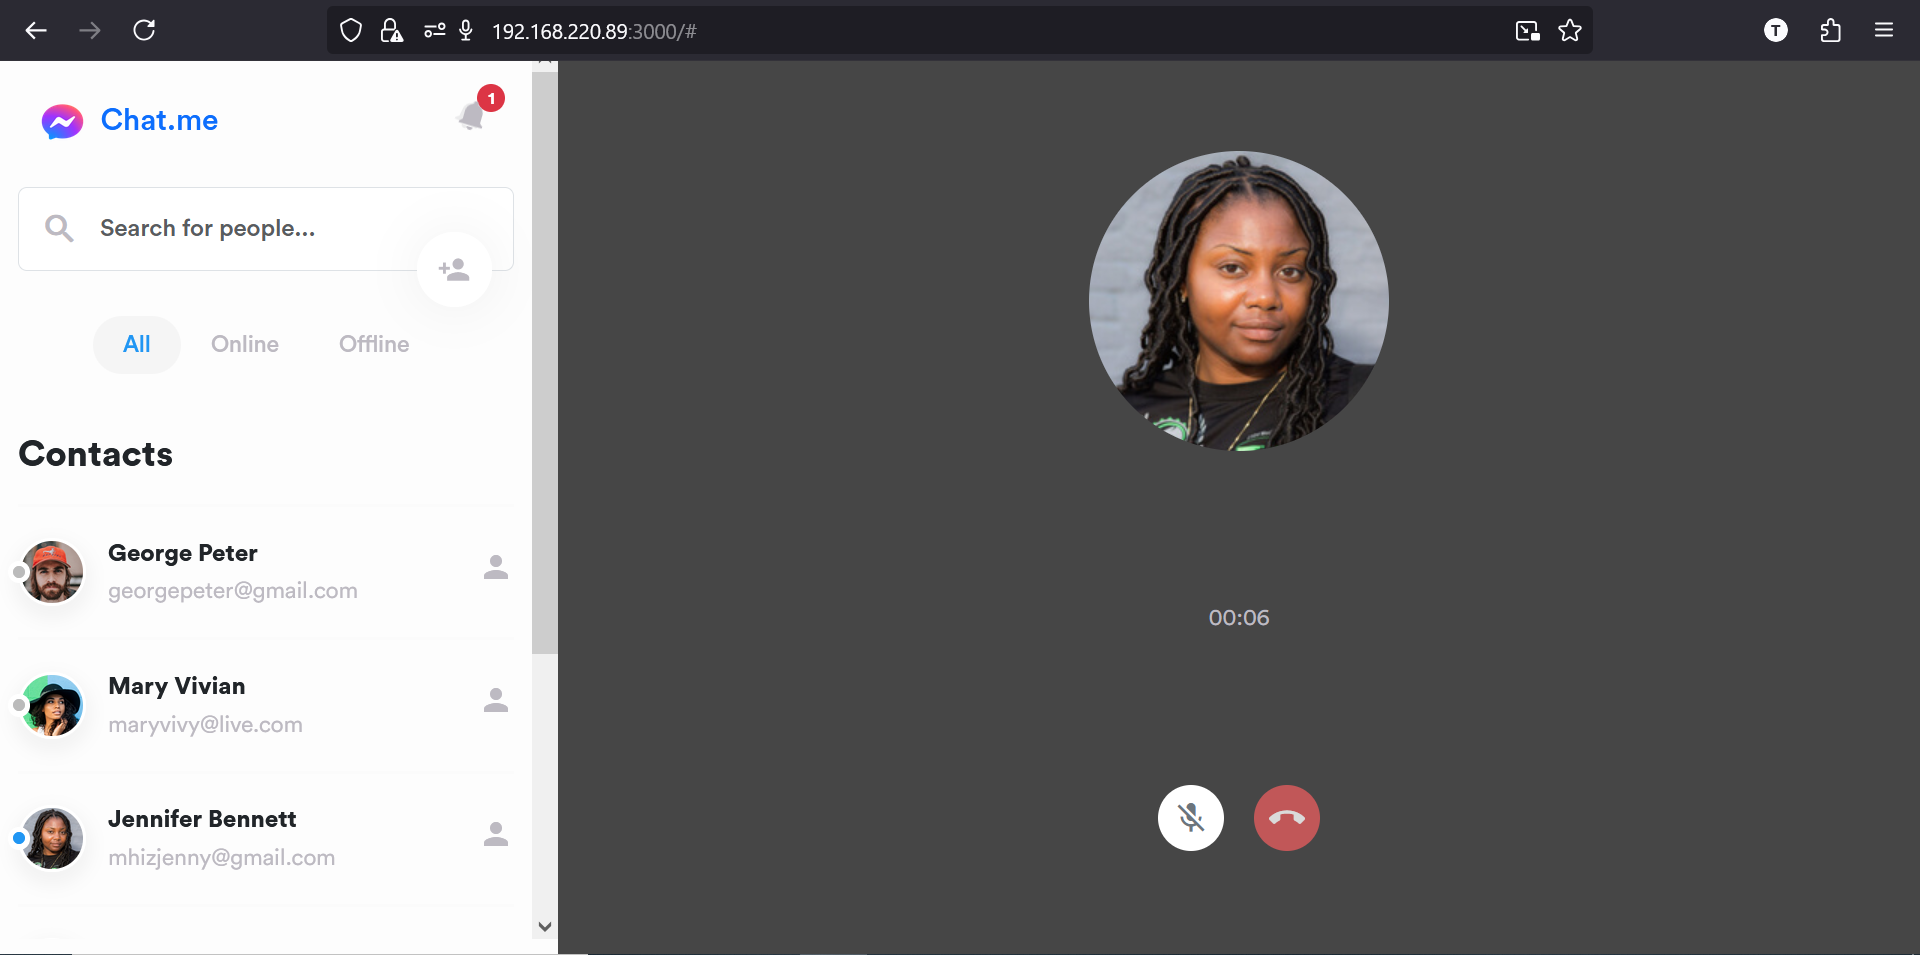 192.168.220.89:3000/#
T
Chat.me
1
Search for people...
All
Online
Offline
Contacts
George Peter
georgepeter@gmail.com
Mary Vivian
maryvivy@live.com
Jennifer Bennett
mhizjenny@gmail.com
00:06